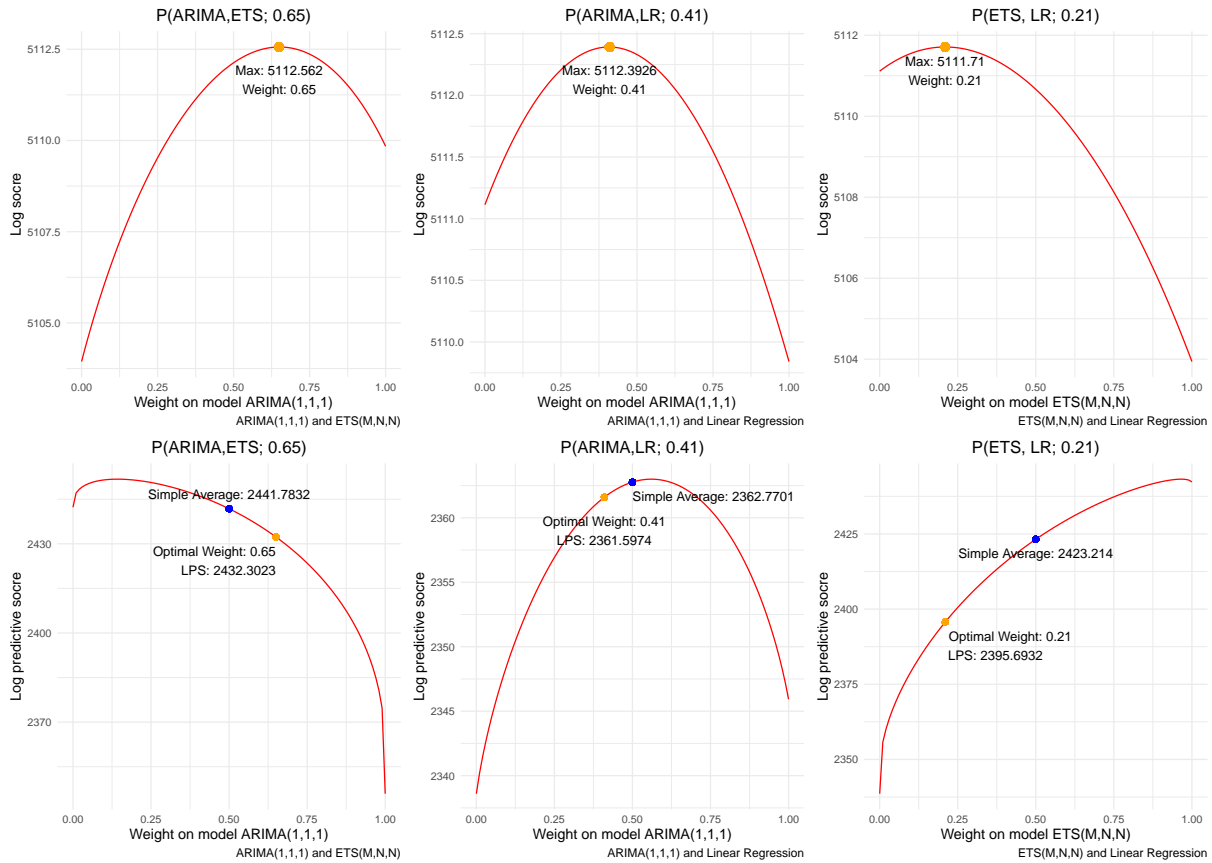 P(ARIMA,ETS; 0.65)
Log socre
5112.5
5110.0
5107.5
5105.0
Max: 5112.562
Weight: 0.65
0.00 0.25 0.50 0.75 1.00
Weight on model ARIMA(1,1,1)
ARIMA(1,1,1) and ETS(M,N,N)
P(ARIMA,LR; 0.41)
Log socre
5112.5
5112.0
5111.5
5111.0
5110.5
5110.0
Max: 5112.3926
Weight: 0.41
0.00 0.25 0.50 0.75 1.00
Weight on model ARIMA(1,1,1)
ARIMA(1,1,1) and Linear Regression
P(ETS, LR; 0.21)
Log socre
5112
5110
5108
5106
5104
Max: 5111.71
Weight: 0.21
0.00 0.25 0.50 0.75 1.00
Weight on model ETS(M,N,N)
ETS(M,N,N) and Linear Regression
P(ARIMA,ETS; 0.65)
Log predictive socre
2430
2400
2370
Simple Average: 2441.7832
Optimal Weight: 0.65
LPS: 2432.3023
0.00 0.25 0.50 0.75 1.00
Weight on model ARIMA(1,1,1)
ARIMA(1,1,1) and ETS(M,N,N)
P(ARIMA,LR; 0.41)
Log predictive socre
2360
2355
2350
2345
2340
Simple Average: 2362.7701
Optimal Weight: 0.41
LPS: 2361.5974
0.00 0.25 0.50 0.75 1.00
Weight on model ARIMA(1,1,1)
ARIMA(1,1,1) and Linear Regression
P(ETS, LR; 0.21)
Log predictive socre
2425
2400
2375
2350
Simple Average: 2423.214
Optimal Weight: 0.21
LPS: 2395.6932
0.00 0.25 0.50 0.75 1.00
Weight on model ETS(M,N,N)
ETS(M,N,N) and Linear Regression